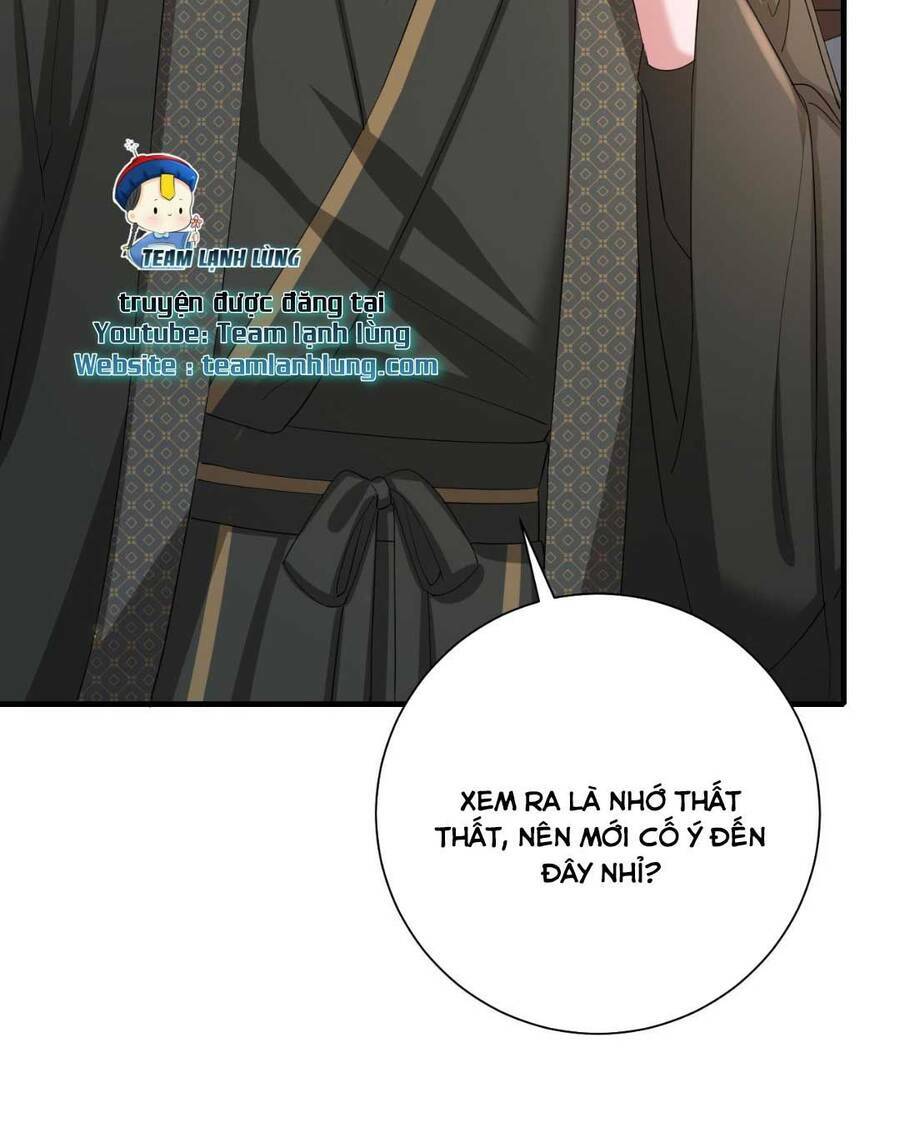 TEAM LẠNH LÙNG
truyện được đăng tại
Youtube: Team lạnh lùng
Website : teamlanhlung.com
XEM RA LÀ NHỚ THẤT
THẤT, NÊN MỚI CỐ Ý ĐẾN
ĐÂY NHỈ?